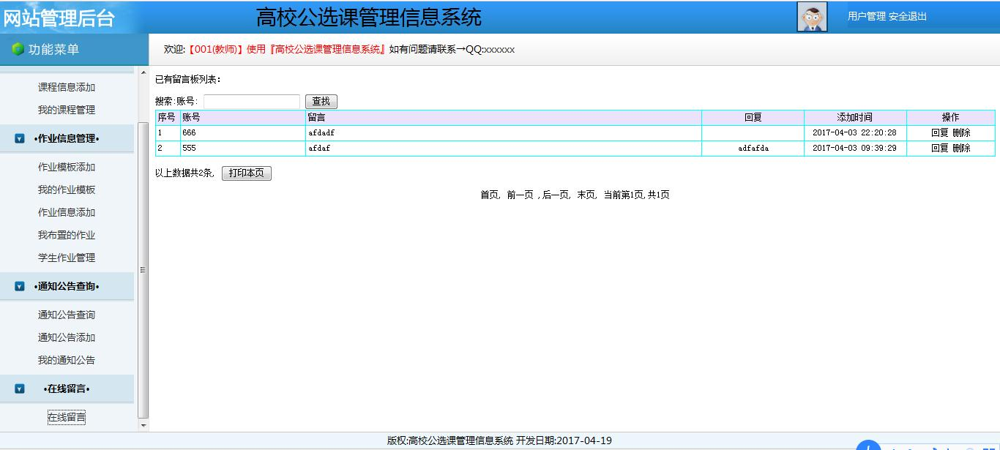 网站管理后台
高校公选课管理信息系统
用户管理 安全退出
功能菜单
欢迎:【001(教师)】使用『高校公选课管理信息系统』如有问题请联系→QQ:xxxxxx
课程信息添加
我的课程管理
•作业信息管理•
作业模板添加
我的作业模板
作业信息添加
我布置的作业
学生作业管理
•通知公告查询•
通知公告查询
通知公告添加
我的通知公告
•在线留言•
在线留言
已有留言板列表:
搜索:账号: 查找
序号 账号 留言 回复 添加时间 操作
1 666 afdadf 2017-04-03 22:20:28 回复 删除
2 555 afdaf adfafda 2017-04-03 09:39:29 回复 删除
以上数据共2条, 打印本页
首页, 前一页 ,后一页, 末页, 当前第1页,共1页
版权:高校公选课管理信息系统 开发日期:2017-04-19